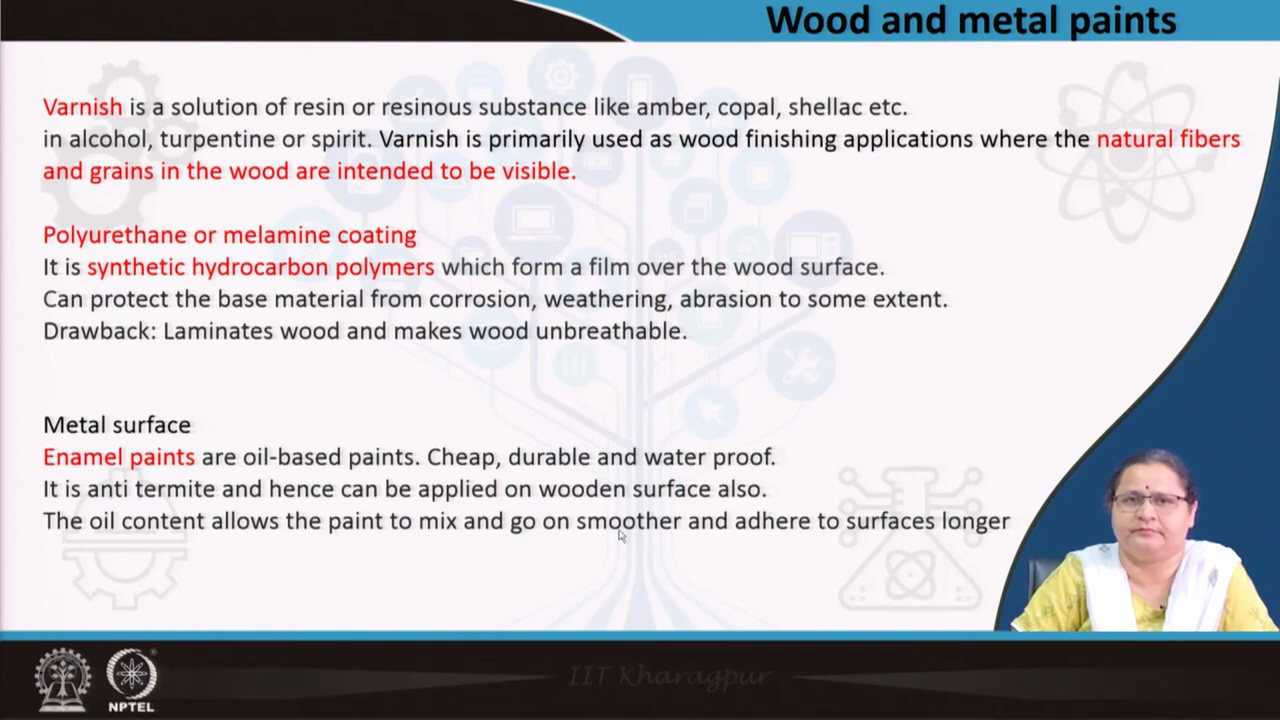 Wood and metal paints
Varnish is a solution of resin or resinous substance like amber, copal, shellac etc.
in alcohol, turpentine or spirit. Varnish is primarily used as wood finishing applications where the natural fibers
and grains in the wood are intended to be visible.
Polyurethane or melamine coating
It is synthetic hydrocarbon polymers which form a film over the wood surface.
Can protect the base material from corrosion, weathering, abrasion to some extent.
Drawback: Laminates wood and makes wood unbreathable.
Metal surface
Enamel paints are oil-based paints. Cheap, durable and water proof.
It is anti termite and hence can be applied on wooden surface also.
The oil content allows the paint to mix and go on smoother and adhere to surfaces longer
IIT Kharagpur
NPTEL